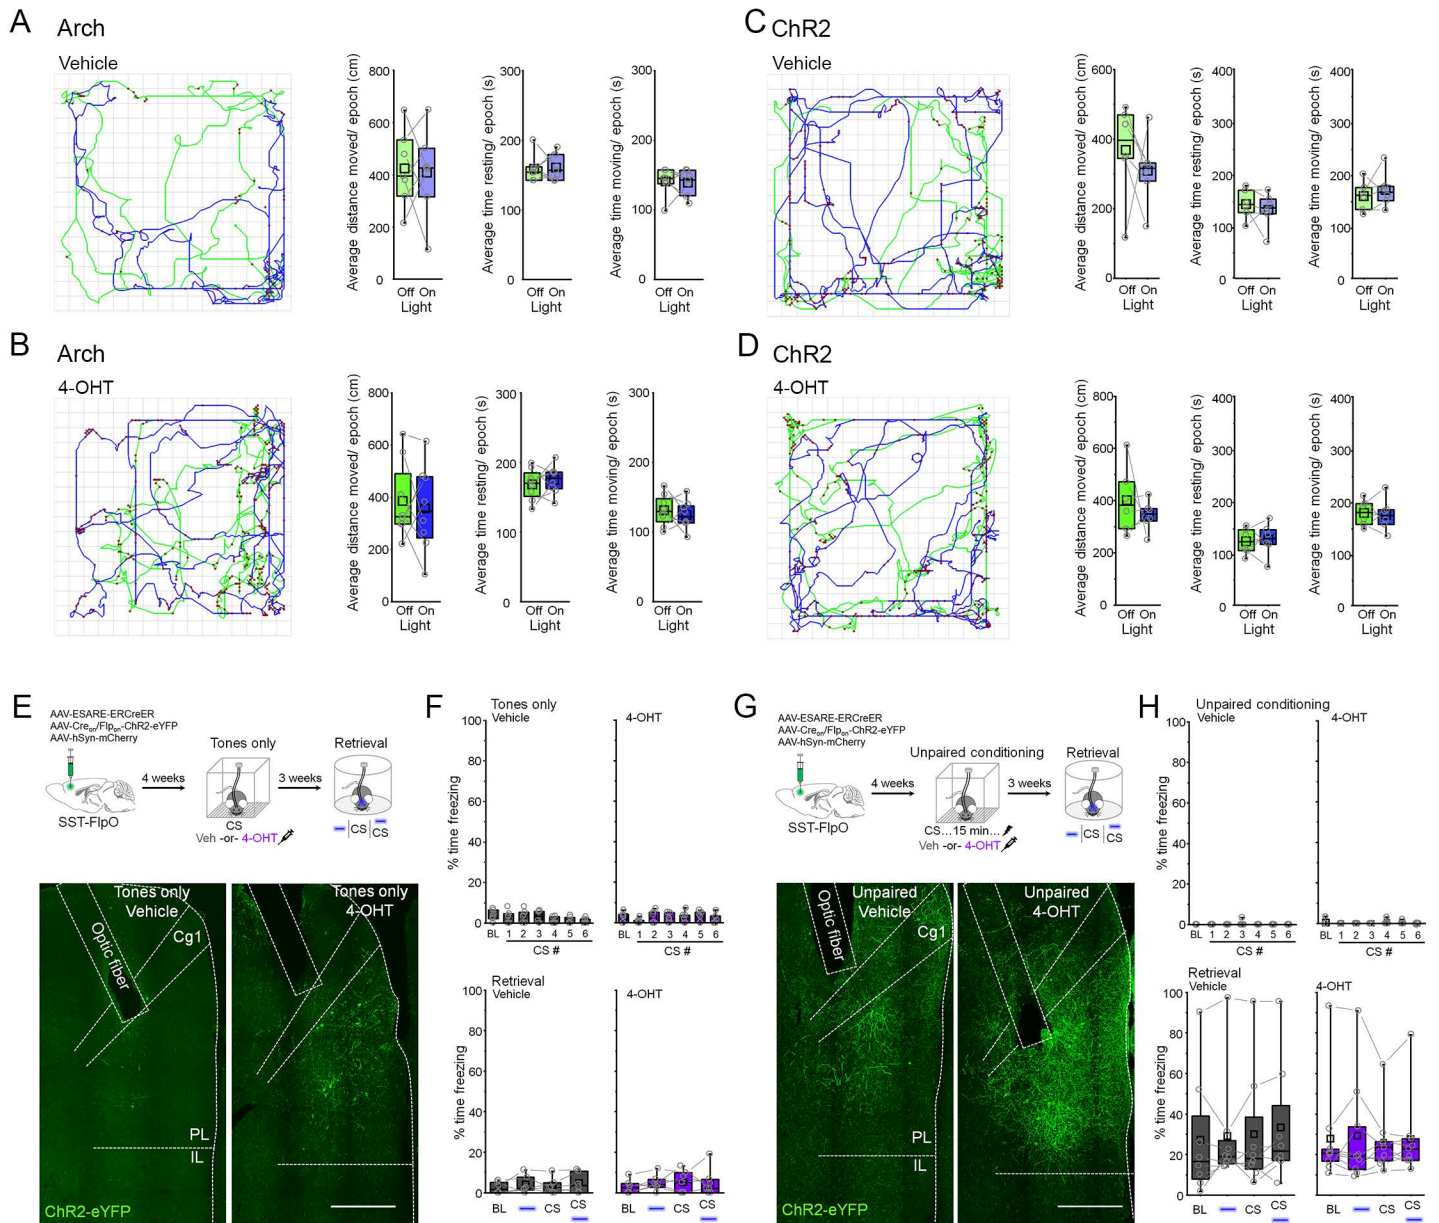 A
Arch
Vehicle
Average distance moved/ epoch (cm)
800
600
400
200
0
Off On
Light
Average time resting/ epoch (s)
300
200
100
0
Off On
Light
Average time moving/ epoch (s)
300
200
100
0
Off On
Light
C
ChR2
Vehicle
Average distance moved/ epoch (cm)
600
400
200
0
Off On
Light
Average time resting/ epoch (s)
400
300
200
100
0
Off On
Light
Average time moving/ epoch (s)
400
300
200
100
0
Off On
Light
B
Arch
4-OHT
Average distance moved/ epoch (cm)
800
600
400
200
0
Off On
Light
Average time resting/ epoch (s)
300
200
100
0
Off On
Light
Average time moving/ epoch (s)
300
200
100
0
Off On
Light
D
ChR2
4-OHT
Average distance moved/ epoch (cm)
800
600
400
200
0
Off On
Light
Average time resting/ epoch (s)
400
300
200
100
0
Off On
Light
Average time moving/ epoch (s)
400
300
200
100
0
Off On
Light
E
AAV-ESARE-ERCreER
AAV-Creon/Flpon-ChR2-eYFP
AAV-hSyn-mCherry
SST-FlpO
4 weeks
Tones only
CS
Veh -or- 4-OHT
3 weeks
Retrieval
CS CS
Tones only
Vehicle
Optic fiber
Cg1
PL
IL
ChR2-eYFP
Tones only
4-OHT
F
Tones only
Vehicle
4-OHT
% time freezing
100
80
60
40
20
0
BL 1 2 3 4 5 6
CS #
BL 1 2 3 4 5 6
CS #
Retrieval
Vehicle
4-OHT
% time freezing
100
80
60
40
20
0
BL CS CS
BL CS CS
G
AAV-ESARE-ERCreER
AAV-Creon/Flpon-ChR2-eYFP
AAV-hSyn-mCherry
SST-FlpO
4 weeks
Unpaired conditioning
CS...15 min...
Veh -or- 4-OHT
3 weeks
Retrieval
CS CS
Unpaired
Vehicle
Optic fiber
Cg1
PL
IL
ChR2-eYFP
Unpaired
4-OHT
H
Unpaired conditioning
Vehicle
4-OHT
% time freezing
100
80
60
40
20
0
BL 1 2 3 4 5 6
CS #
BL 1 2 3 4 5 6
CS #
Retrieval
Vehicle
4-OHT
% time freezing
100
80
60
40
20
0
BL CS CS
BL CS CS